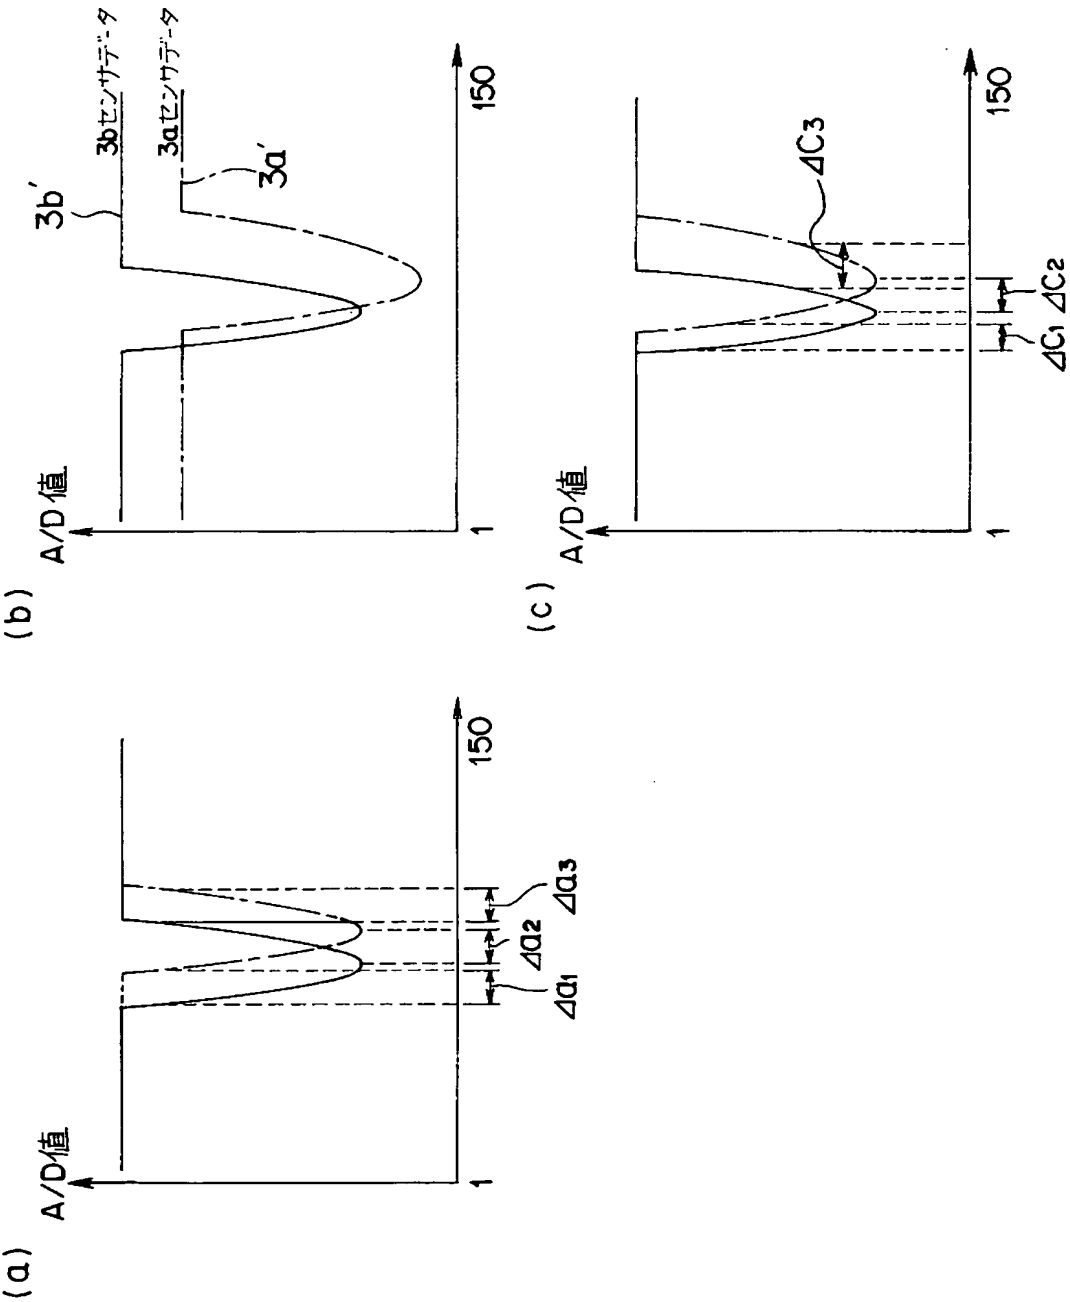 (a)
A/D値
1
150
Δa1
Δa2
Δa3
(b)
A/D値
3b'
3bセンサデータ
3aセンサデータ
3a'
1
150
(c)
A/D値
ΔC3
1
150
ΔC1
ΔC2